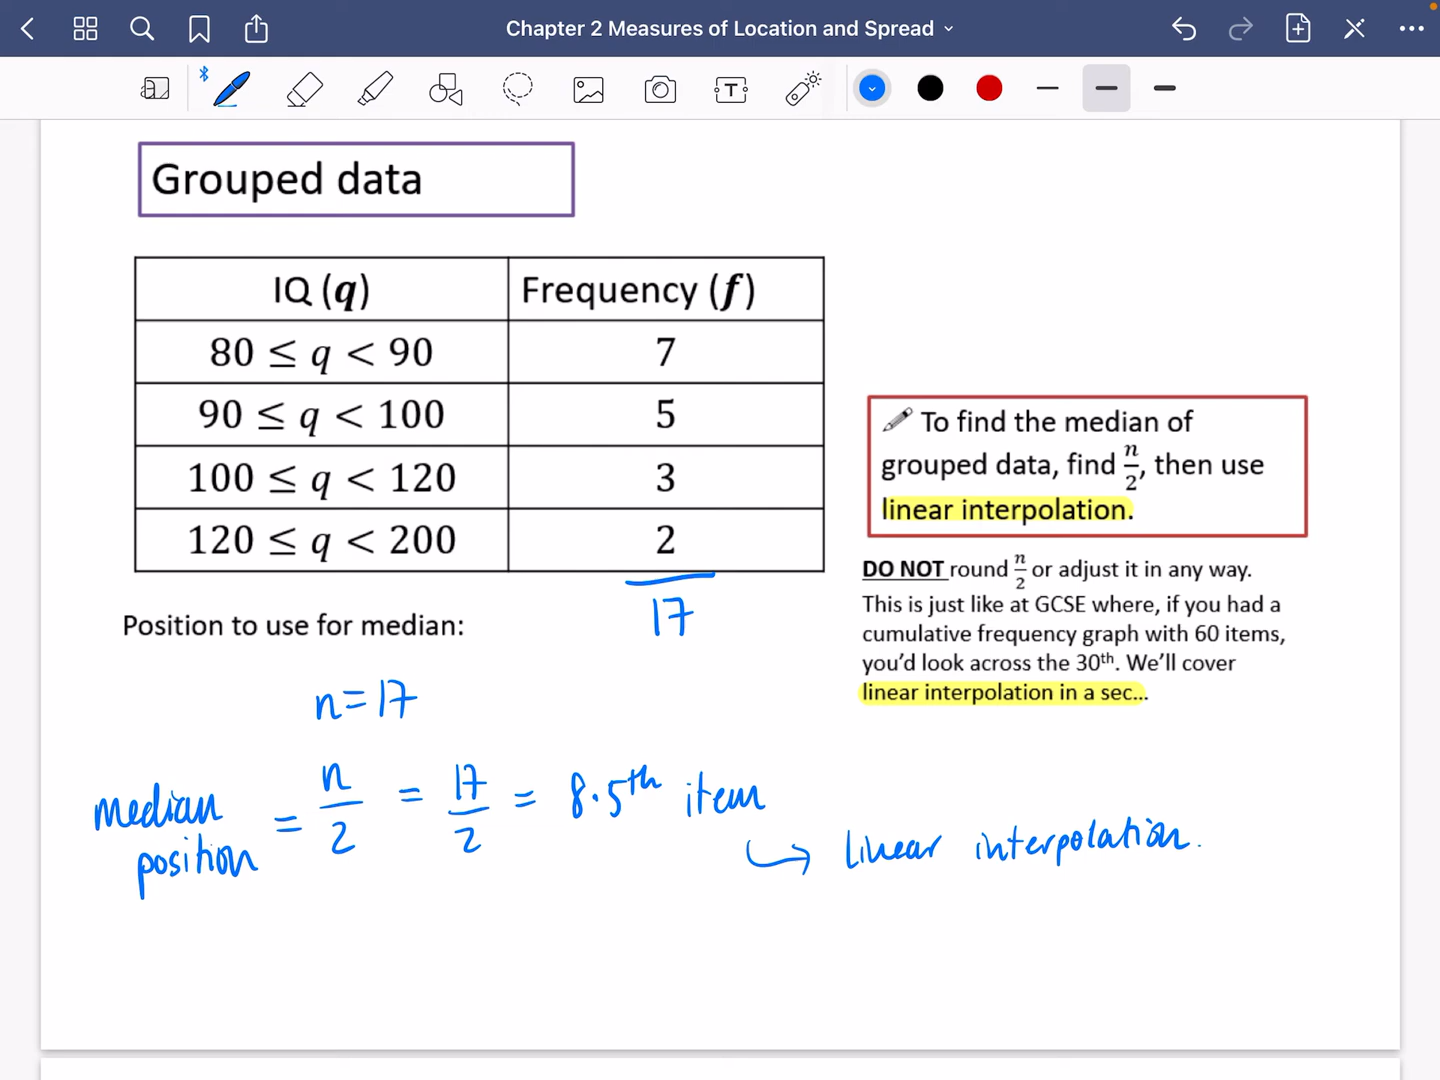 Chapter 2 Measures of Location and Spread
Grouped data
IQ (q) Frequency (f)
80 ≤ q < 90 7
90 ≤ q < 100 5
100 ≤ q < 120 3
120 ≤ q < 200 2
17
To find the median of
grouped data, find n/2, then use
linear interpolation.
DO NOT round n/2 or adjust it in any way.
This is just like at GCSE where, if you had a
cumulative frequency graph with 60 items,
you'd look across the 30th. We'll cover
linear interpolation in a sec...
Position to use for median:
n=17
median position = n/2 = 17/2 = 8.5th item
↳ linear interpolation.